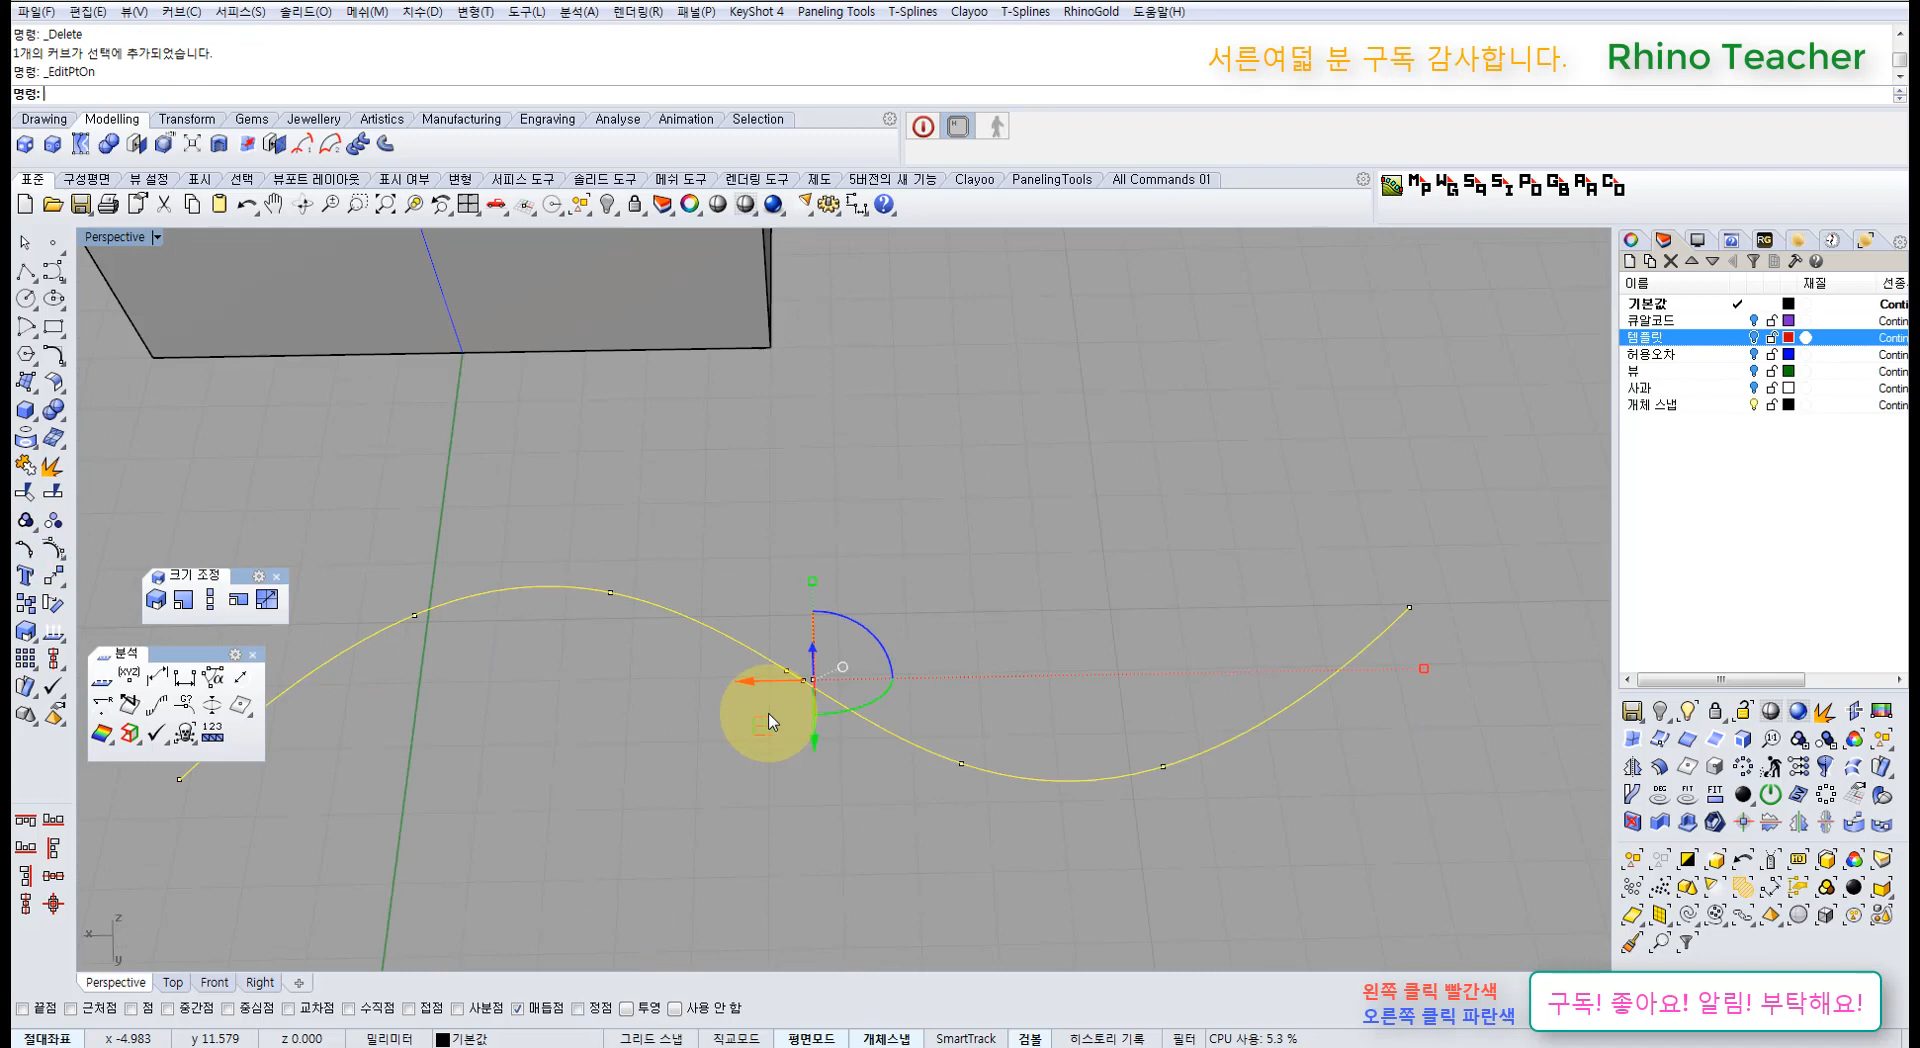 파일(F) 편집(E) 뷰(V) 커브(C) 서피스(S) 솔리드(O) 메쉬(M) 치수(D) 변형(T) 도구(L) 분석(A) 렌더링(R) 패널(P) KeyShot 4 Paneling Tools T-Splines Clayoo T-Splines RhinoGold 도움말(H)
명령: _Delete
1개의 커브가 선택에 추가되었습니다.
명령: _EditPtOn
명령:
서른여덟 분 구독 감사합니다. Rhino Teacher
Drawing Modelling Transform Gems Jewellery Artistics Manufacturing Engraving Analyse Animation Selection
표준 구성평면 뷰 설정 표시 선택 뷰포트 레이아웃 표시 여부 변형 서피스 도구 솔리드 도구 메쉬 도구 렌더링 도구 제도 5버전의 새 기능 Clayoo PanelingTools All Commands 01
Perspective
이름 재질 선종
기본값 Conti
큐알코드 Contin
템플릿 Contin
허용오차 Contin
뷰 Contin
사과 Contin
개체 스냅 Contin
크기 조정
분석
z
x
y
Perspective Top Front Right
끝점 근처점 점 중간점 중심점 교차점 수직점 접점 사분점 매듭점 정점 투영 사용 안 함
왼쪽 클릭 빨간색
오른쪽 클릭 파란색
구독! 좋아요! 알림! 부탁해요!
절대좌표 x -4.983 y 11.579 z 0.000 밀리미터 기본값 그리드 스냅 직교모드 평면모드 개체스냅 SmartTrack 검볼 히스토리 기록 필터 CPU 사용: 5.3 %